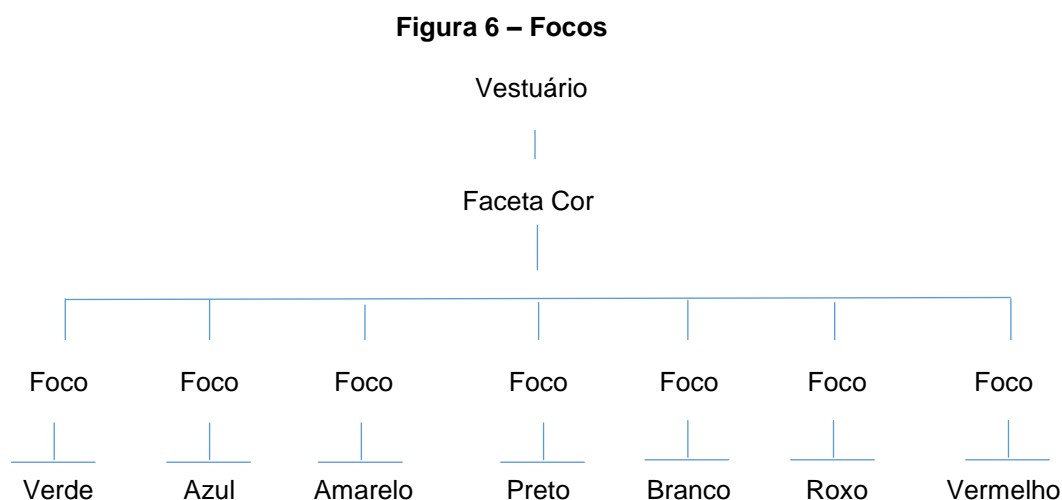 Figura 6 – Focos
Vestuário
Faceta Cor
Foco Foco Foco Foco Foco Foco Foco
Verde Azul Amarelo Preto Branco Roxo Vermelho